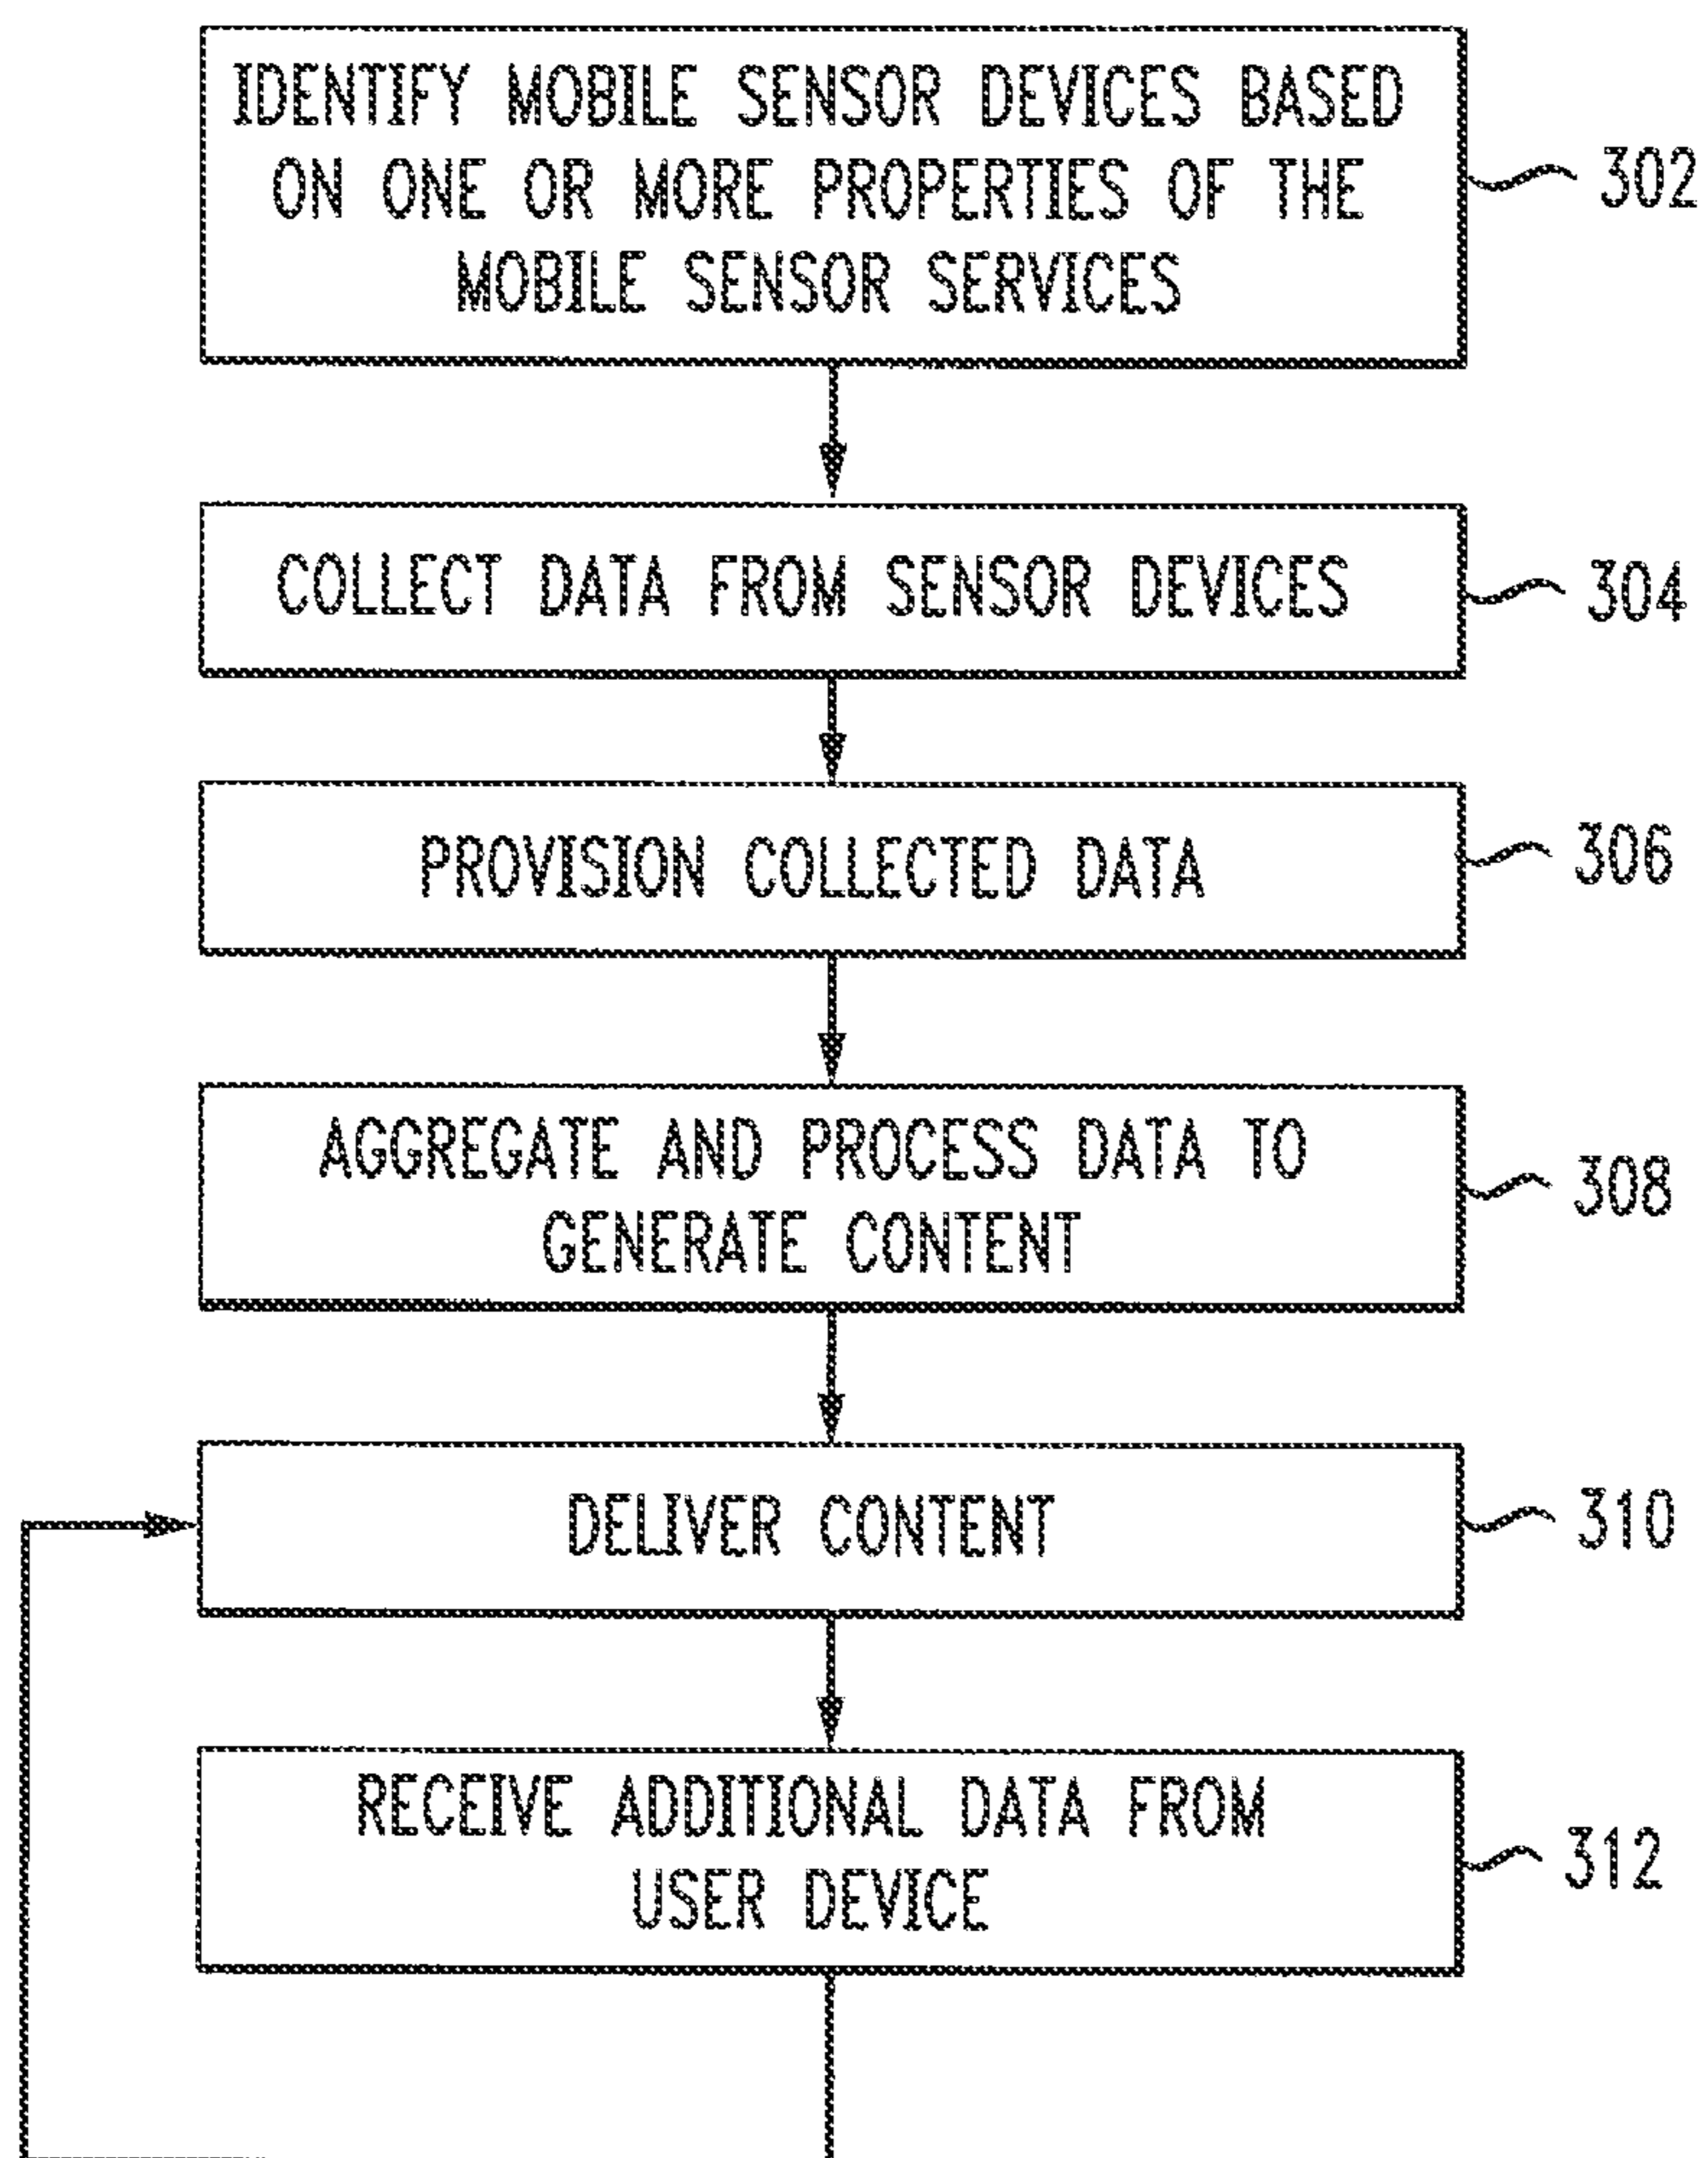 IDENTIFY MOBILE SENSOR DEVICES BASED
ON ONE OR MORE PROPERTIES OF THE
MOBILE SENSOR SERVICES
302
COLLECT DATA FROM SENSOR DEVICES
304
PROVISION COLLECTED DATA
306
AGGREGATE AND PROCESS DATA TO
GENERATE CONTENT
308
DELIVER CONTENT
310
RECEIVE ADDITIONAL DATA FROM
USER DEVICE
312